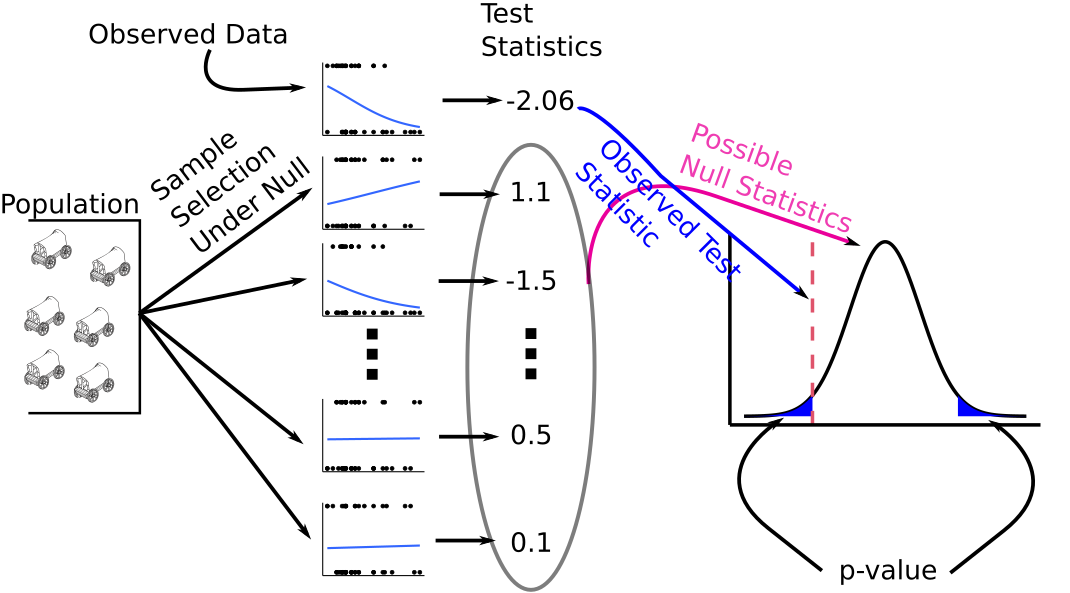 Test
Statistics
Observed Data
-2.06
Sample
Selection
Under Null
Population
Observed Test
Statistic
Possible
Null Statistics
1.1
-1.5
0.5
0.1
p-value